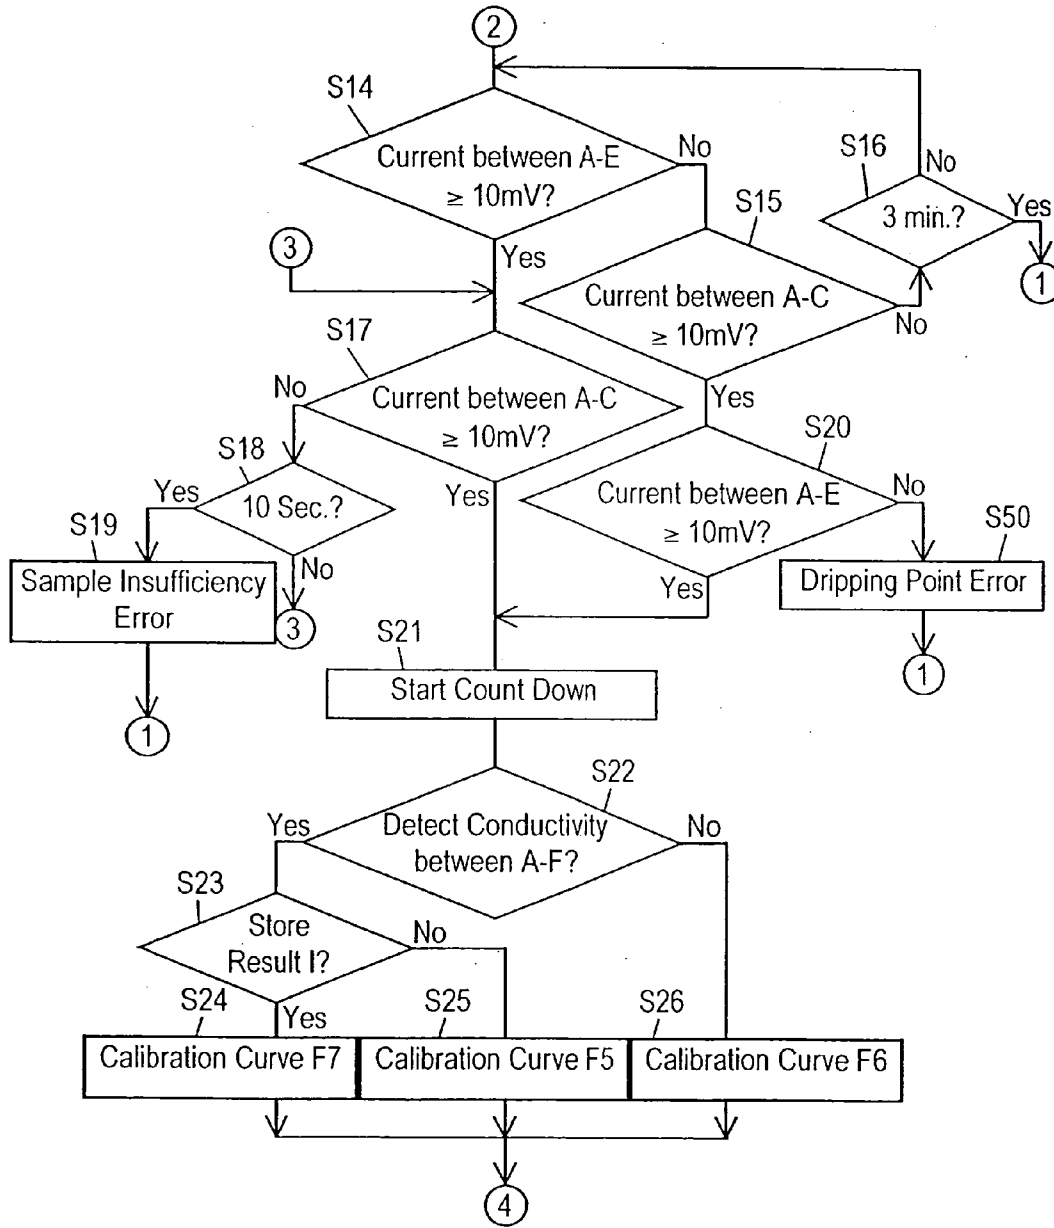 2
S14
Current between A-E
≥ 10mV?
No
Yes
S16
3 min.?
No
Yes
1
S15
Current between A-C
≥ 10mV?
No
Yes
3
S17
Current between A-C
≥ 10mV?
No
Yes
S18
10 Sec.?
Yes
No
3
S19
Sample Insufficiency
Error
1
S20
Current between A-E
≥ 10mV?
No
Yes
S50
Dripping Point Error
1
S21
Start Count Down
S22
Detect Conductivity
between A-F?
Yes
No
S23
Store
Result I?
No
Yes
S24
Calibration Curve F7
S25
Calibration Curve F5
S26
Calibration Curve F6
4